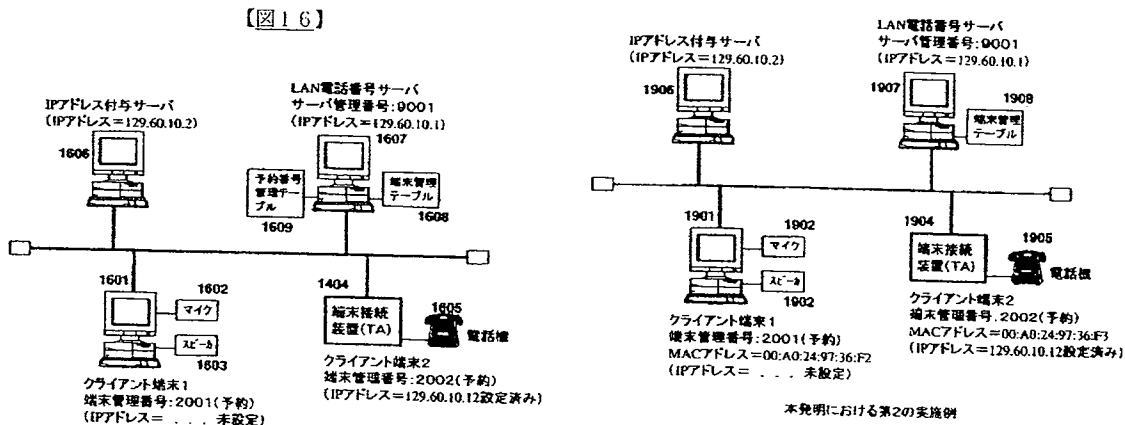 【図16】
IPアドレス付与サーバ
(IPアドレス=129.60.10.2)
1606
LAN電話番号サーバ
サーバ管理番号:9001
(IPアドレス=129.60.10.1)
1607
予約番号
管理テー
ブル
1609
端末管理
テーブル
1608
1601
1602
マイク
スピーカ
1603
クライアント端末1
端末管理番号:2001(予約)
(IPアドレス= . . . 未設定)
1404
端末接続
装置(TA)
1605
電話機
クライアント端末2
端末管理番号:2002(予約)
(IPアドレス=129.60.10.12設定済み)
IPアドレス付与サーバ
(IPアドレス=129.60.10.2)
1906
LAN電話番号サーバ
サーバ管理番号:9001
(IPアドレス=129.60.10.1)
1907
1908
端末管理
テーブル
1901
1902
マイク
スピーカ
1902
クライアント端末1
端末管理番号:2001(予約)
MACアドレス=00:A0:24:97:36:F2
(IPアドレス= . . . 未設定)
1904
端末接続
装置(TA)
1905
電話機
クライアント端末2
端末管理番号:2002(予約)
MACアドレス=00:A0:24:97:36:F3
(IPアドレス=129.60.10.12設定済み)
本発明における第2の実施例